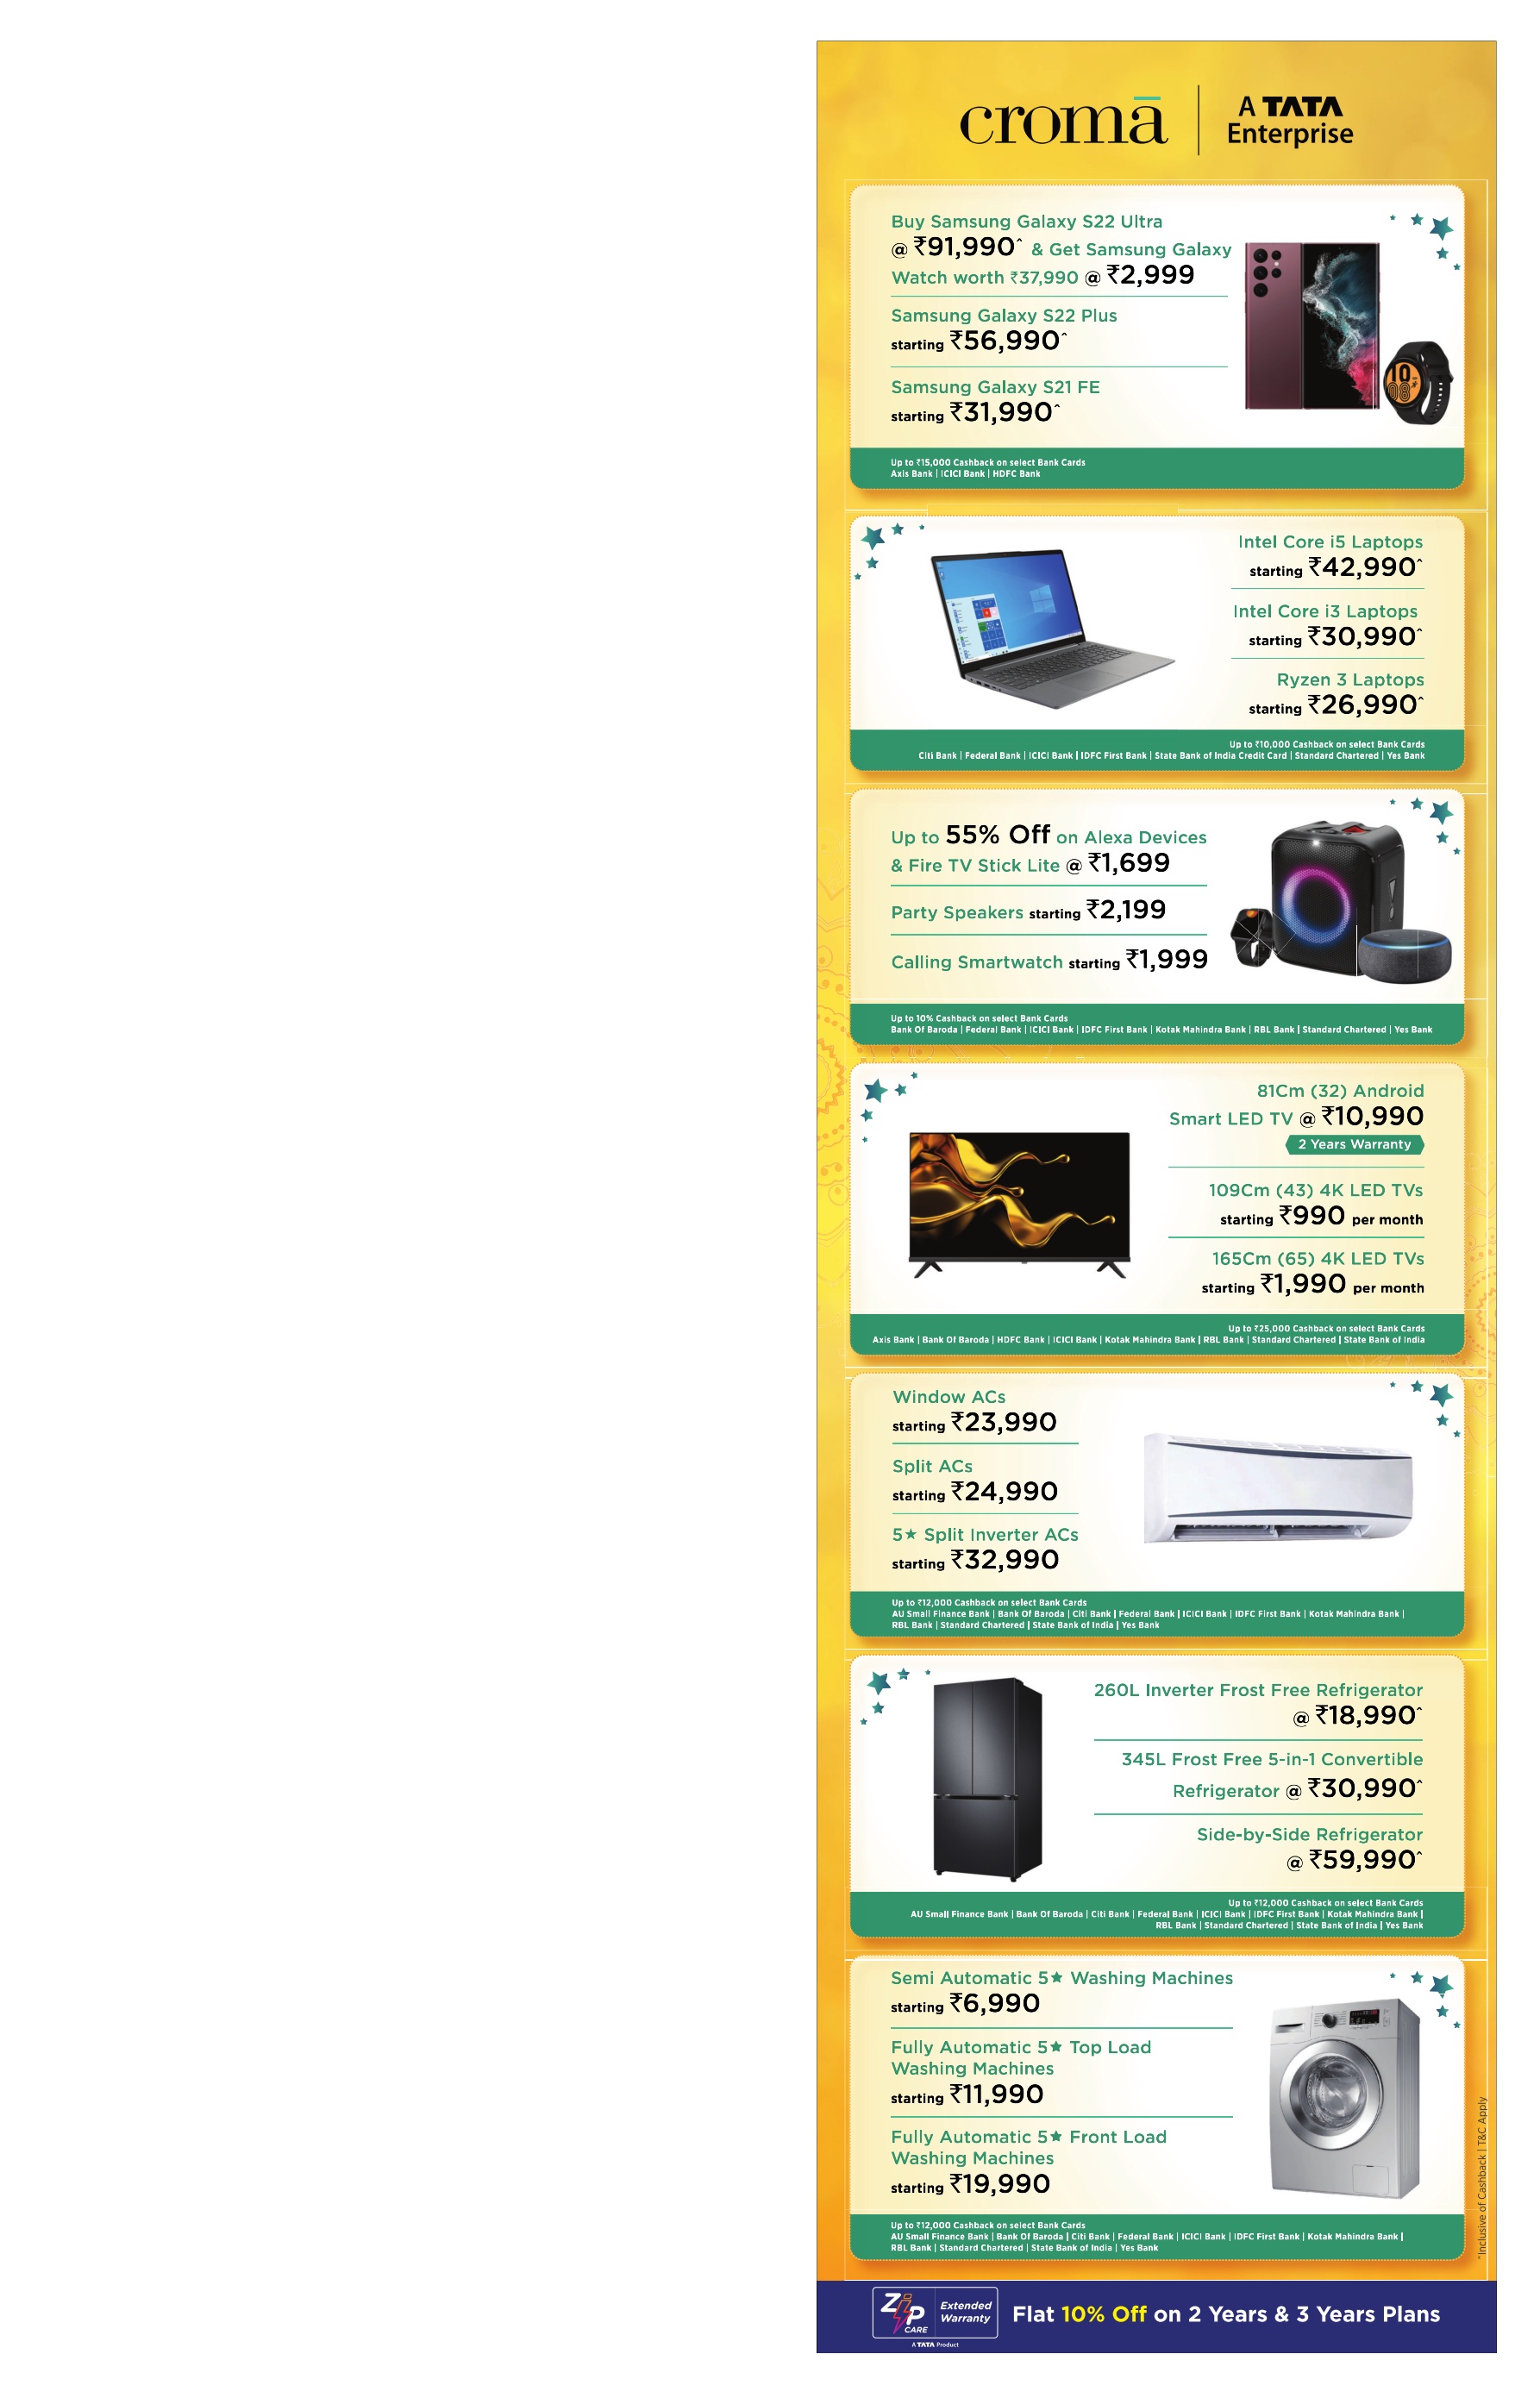 cromā
A TATA
Enterprise
Buy Samsung Galaxy S22 Ultra
@ ₹91,990^ & Get Samsung Galaxy
Watch worth ₹37,990 @ ₹2,999
Samsung Galaxy S22 Plus
starting ₹56,990^
Samsung Galaxy S21 FE
starting ₹31,990^
Up to ₹15,000 Cashback on select Bank Cards
Axis Bank | ICICI Bank | HDFC Bank
Intel Core i5 Laptops
starting ₹42,990^
Intel Core i3 Laptops
starting ₹30,990^
Ryzen 3 Laptops
starting ₹26,990^
Up to ₹10,000 Cashback on select Bank Cards
Citi Bank | Federal Bank | ICICI Bank | IDFC First Bank | State Bank of India Credit Card | Standard Chartered | Yes Bank
Up to 55% Off on Alexa Devices
& Fire TV Stick Lite @ ₹1,699
Party Speakers starting ₹2,199
Calling Smartwatch starting ₹1,999
Up to 10% Cashback on select Bank Cards
Bank Of Baroda | Federal Bank | ICICI Bank | IDFC First Bank | Kotak Mahindra Bank | RBL Bank | Standard Chartered | Yes Bank
81Cm (32) Android
Smart LED TV @ ₹10,990
2 Years Warranty
109Cm (43) 4K LED TVs
starting ₹990 per month
165Cm (65) 4K LED TVs
starting ₹1,990 per month
Up to ₹25,000 Cashback on select Bank Cards
Axis Bank | Bank Of Baroda | HDFC Bank | ICICI Bank | Kotak Mahindra Bank | RBL Bank | Standard Chartered | State Bank of India
Window ACs
starting ₹23,990
Split ACs
starting ₹24,990
5★ Split Inverter ACs
starting ₹32,990
Up to ₹12,000 Cashback on select Bank Cards
AU Small Finance Bank | Bank Of Baroda | Citi Bank | Federal Bank | ICICI Bank | IDFC First Bank | Kotak Mahindra Bank |
RBL Bank | Standard Chartered | State Bank of India | Yes Bank
260L Inverter Frost Free Refrigerator
@ ₹18,990^
345L Frost Free 5-in-1 Convertible
Refrigerator @ ₹30,990^
Side-by-Side Refrigerator
@ ₹59,990^
Up to ₹12,000 Cashback on select Bank Cards
AU Small Finance Bank | Bank Of Baroda | Citi Bank | Federal Bank | ICICI Bank | IDFC First Bank | Kotak Mahindra Bank |
RBL Bank | Standard Chartered | State Bank of India | Yes Bank
Semi Automatic 5★ Washing Machines
starting ₹6,990
Fully Automatic 5★ Top Load
Washing Machines
starting ₹11,990
Fully Automatic 5★ Front Load
Washing Machines
starting ₹19,990
Up to ₹12,000 Cashback on select Bank Cards
AU Small Finance Bank | Bank Of Baroda | Citi Bank | Federal Bank | ICICI Bank | IDFC First Bank | Kotak Mahindra Bank |
RBL Bank | Standard Chartered | State Bank of India | Yes Bank
^Inclusive of Cashback | T&C Apply
ZiP
CARE
Extended
Warranty
A TATA Product
Flat 10% Off on 2 Years & 3 Years Plans